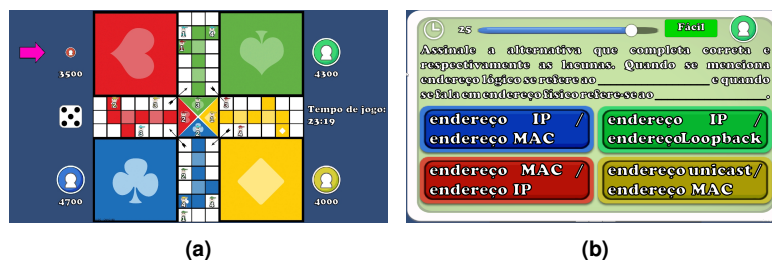 3500
4300
Tempo de jogo:
23:19
4700
4000
(a)
25
Fácil
Assinale a alternativa que completa correta e
respectivamente as lacunas. Quando se menciona
endereço lógico se refere ao ____________ e quando
se fala em endereço físico refere-se ao ____________.
endereço IP /
endereço MAC
endereço IP /
endereçoLoopback
endereço MAC /
endereço IP
endereço unicast/
endereço MAC
(b)